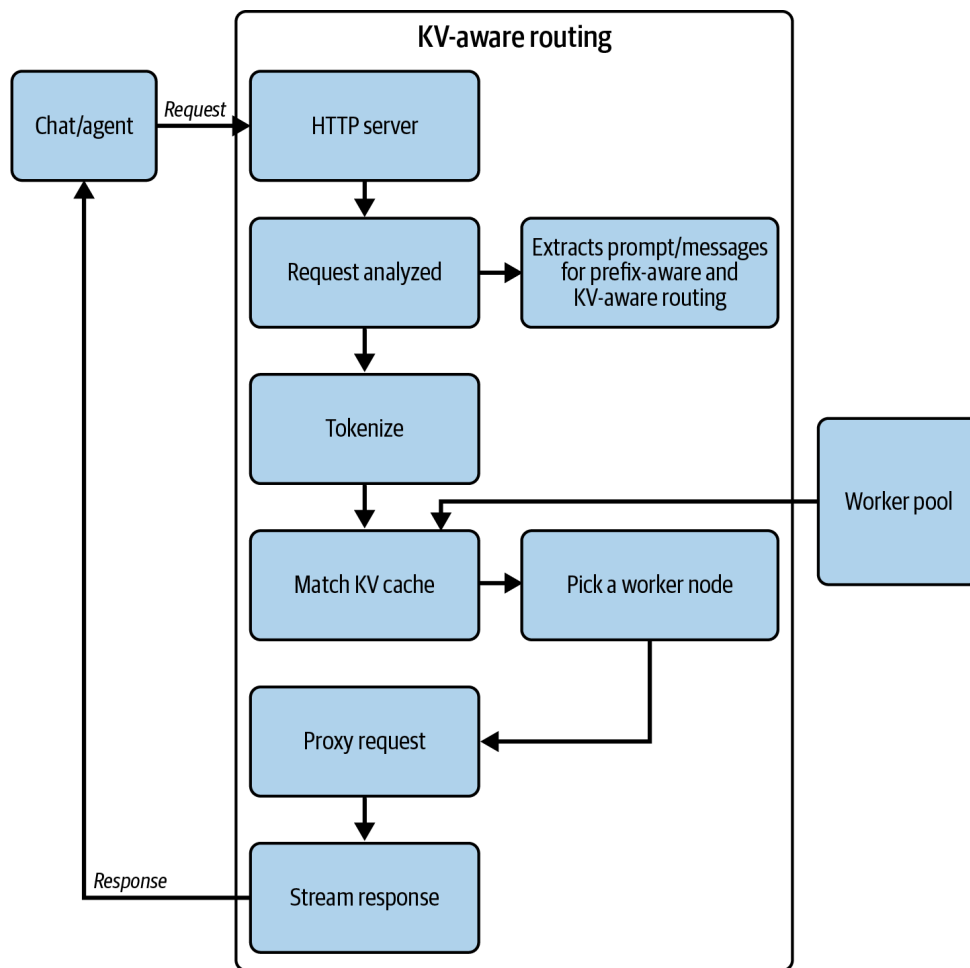 KV-aware routing
Chat/agent
Request
HTTP server
Request analyzed
Extracts prompt/messages
for prefix-aware and
KV-aware routing
Tokenize
Worker pool
Match KV cache
Pick a worker node
Proxy request
Response
Stream response